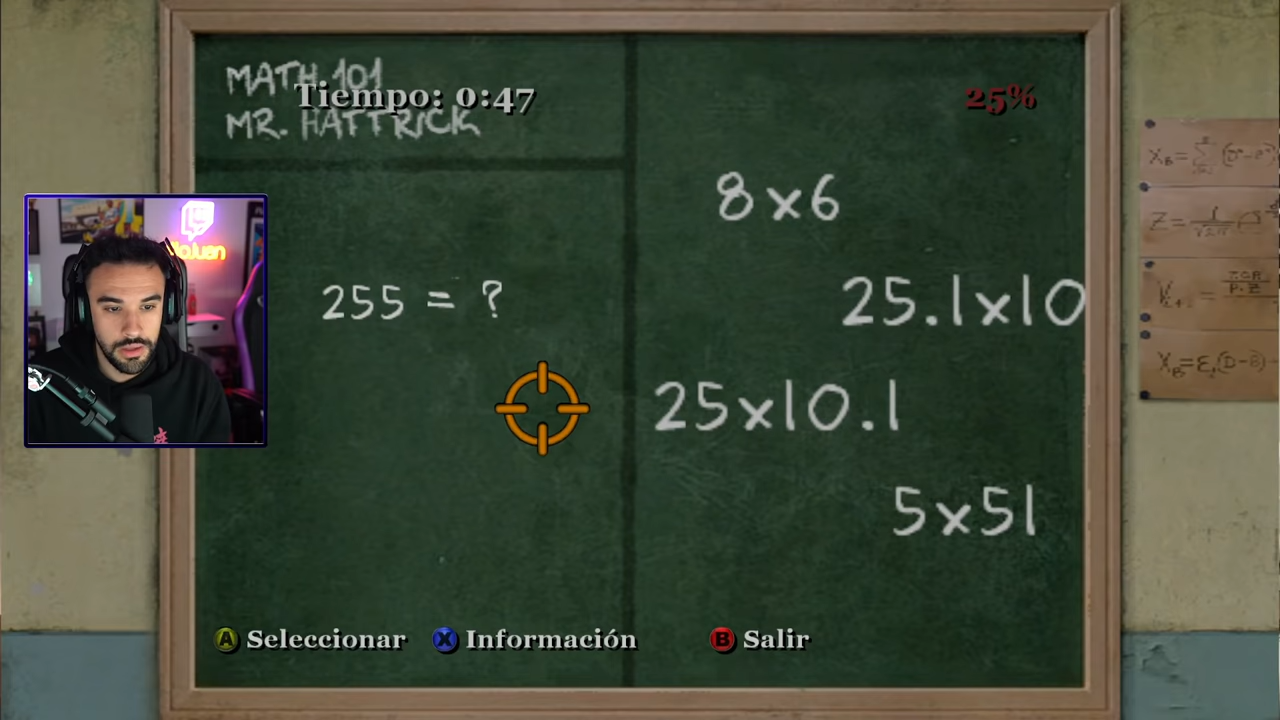 MATH 101
Tiempo: 0:47
25%
MR. HATTRICK
8x6
255 = ?
25.1x10
25x10.1
5x51
A Seleccionar
X Información
B Salir